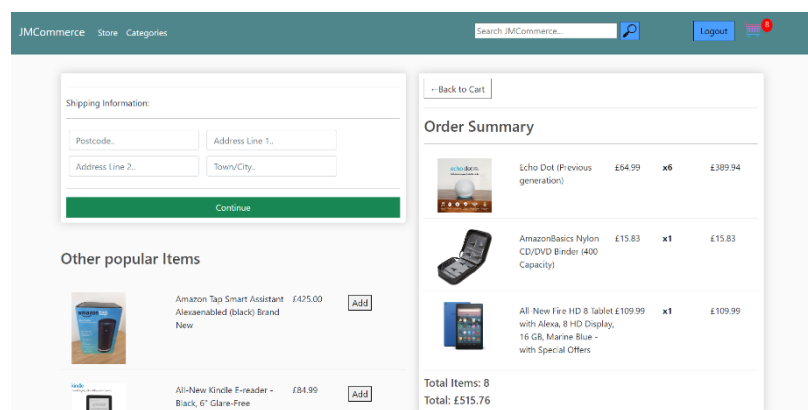 JMCommerce Store Categories
Search JMCommerce...
Logout
8
Shipping Information:
Postcode.. Address Line 1..
Address Line 2.. Town/City..
Continue
Other popular Items
Amazon Tap Smart Assistant £425.00 Add
Alexaenabled (black) Brand
New
All-New Kindle E-reader - £84.99 Add
Black, 6" Glare-Free
←Back to Cart
Order Summary
echo dot
Echo Dot (Previous £64.99 x6 £389.94
generation)
AmazonBasics Nylon £15.83 x1 £15.83
CD/DVD Binder (400
Capacity)
All-New Fire HD 8 Tablet £109.99 x1 £109.99
with Alexa, 8 HD Display,
16 GB, Marine Blue -
with Special Offers
Total Items: 8
Total: £515.76
amazon tap
kindle